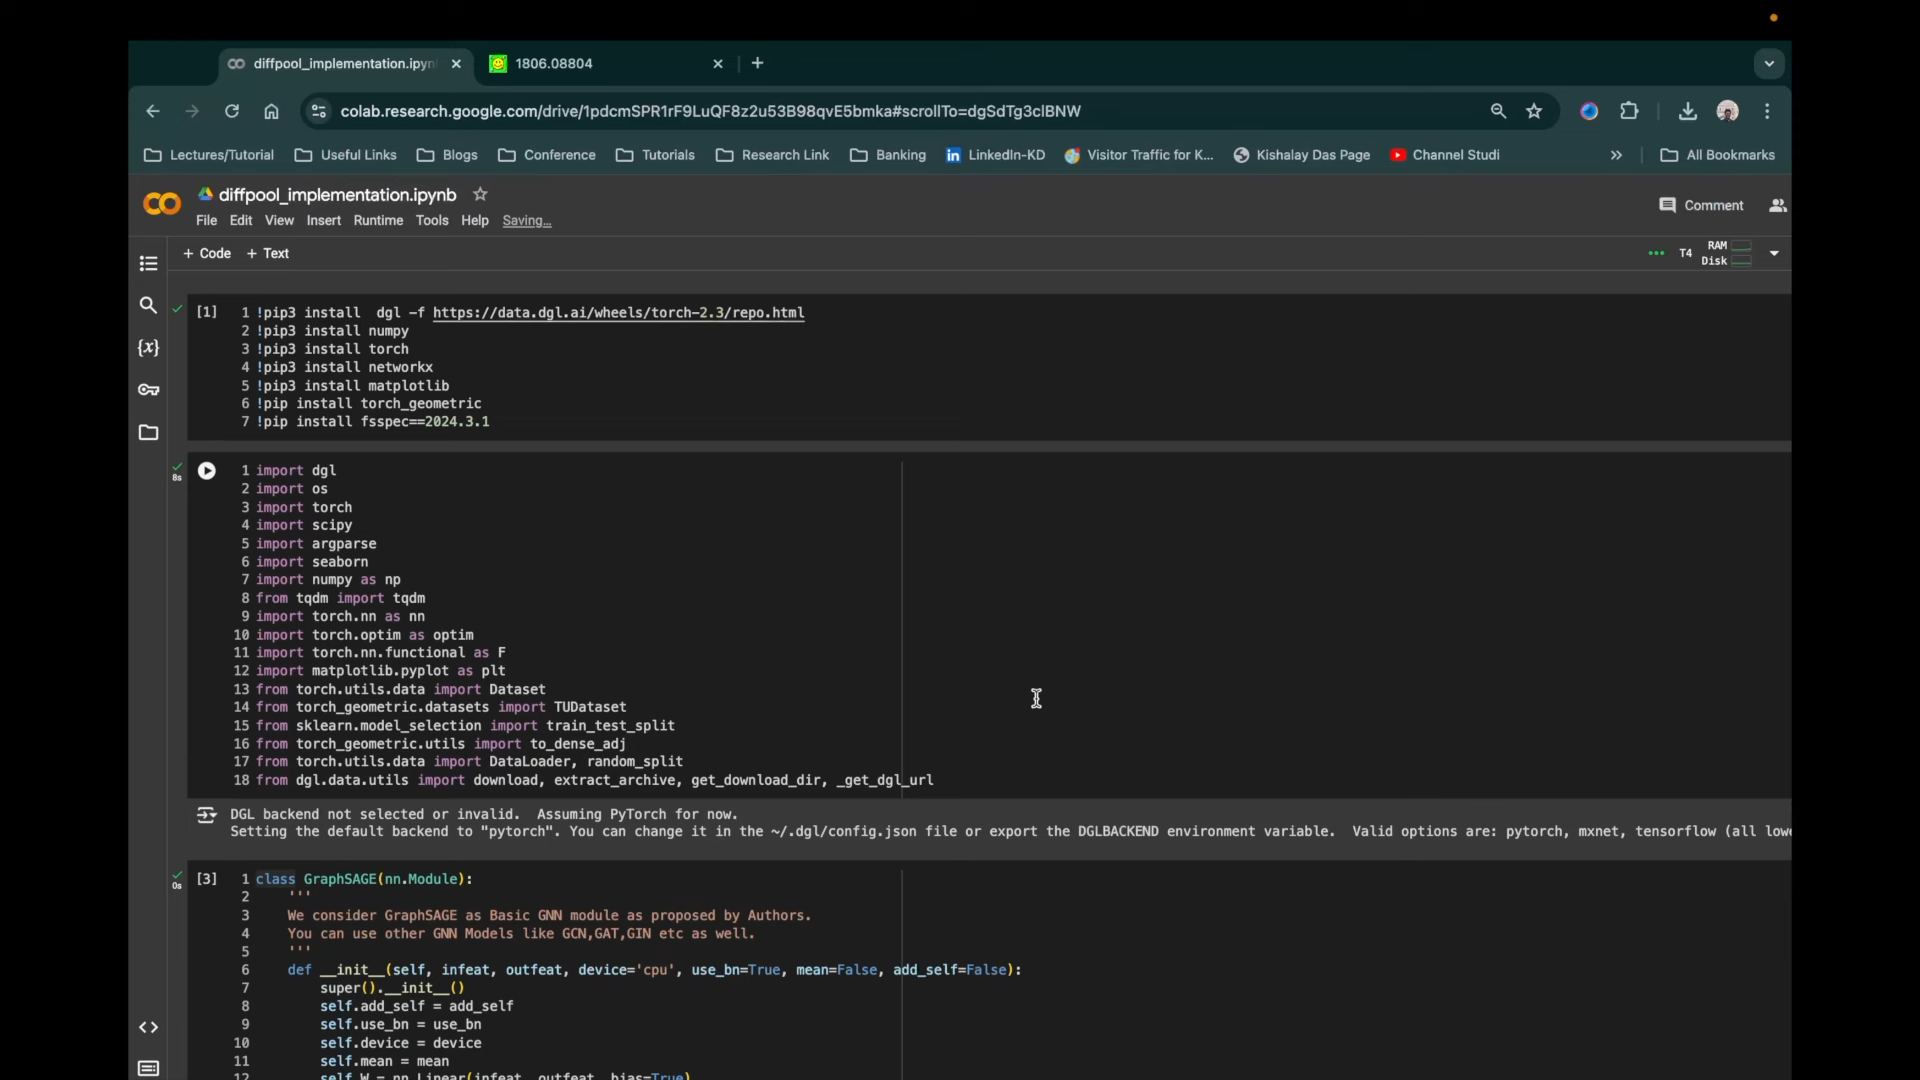 diffpool_implementation.ipyn
1806.08804
colab.research.google.com/drive/1pdcmSPR1rF9LuQF8z2u53B98qvE5bmka#scrollTo=dgSdTg3clBNW
Lectures/Tutorial Useful Links Blogs Conference Tutorials Research Link Banking LinkedIn-KD Visitor Traffic for K... Kishalay Das Page Channel Studi » All Bookmarks
diffpool_implementation.ipynb
Comment
File Edit View Insert Runtime Tools Help Saving...
+ Code + Text
T4 RAM
Disk
[1] 1 !pip3 install  dgl -f https://data.dgl.ai/wheels/torch-2.3/repo.html
2 !pip3 install numpy
3 !pip3 install torch
4 !pip3 install networkx
5 !pip3 install matplotlib
6 !pip install torch_geometric
7 !pip install fsspec==2024.3.1
8s
1 import dgl
2 import os
3 import torch
4 import scipy
5 import argparse
6 import seaborn
7 import numpy as np
8 from tqdm import tqdm
9 import torch.nn as nn
10 import torch.optim as optim
11 import torch.nn.functional as F
12 import matplotlib.pyplot as plt
13 from torch.utils.data import Dataset
14 from torch_geometric.datasets import TUDataset
15 from sklearn.model_selection import train_test_split
16 from torch_geometric.utils import to_dense_adj
17 from torch.utils.data import DataLoader, random_split
18 from dgl.data.utils import download, extract_archive, get_download_dir, _get_dgl_url
DGL backend not selected or invalid.  Assuming PyTorch for now.
Setting the default backend to "pytorch". You can change it in the ~/.dgl/config.json file or export the DGLBACKEND environment variable.  Valid options are: pytorch, mxnet, tensorflow (all lowe
0s
[3] 1 class GraphSAGE(nn.Module):
2 '''
3 We consider GraphSAGE as Basic GNN module as proposed by Authors.
4 You can use other GNN Models like GCN,GAT,GIN etc as well.
5 '''
6 def __init__(self, infeat, outfeat, device='cpu', use_bn=True, mean=False, add_self=False):
7 super().__init__()
8 self.add_self = add_self
9 self.use_bn = use_bn
10 self.device = device
11 self.mean = mean
12 self.W = nn.Linear(infeat, outfeat, bias=True)